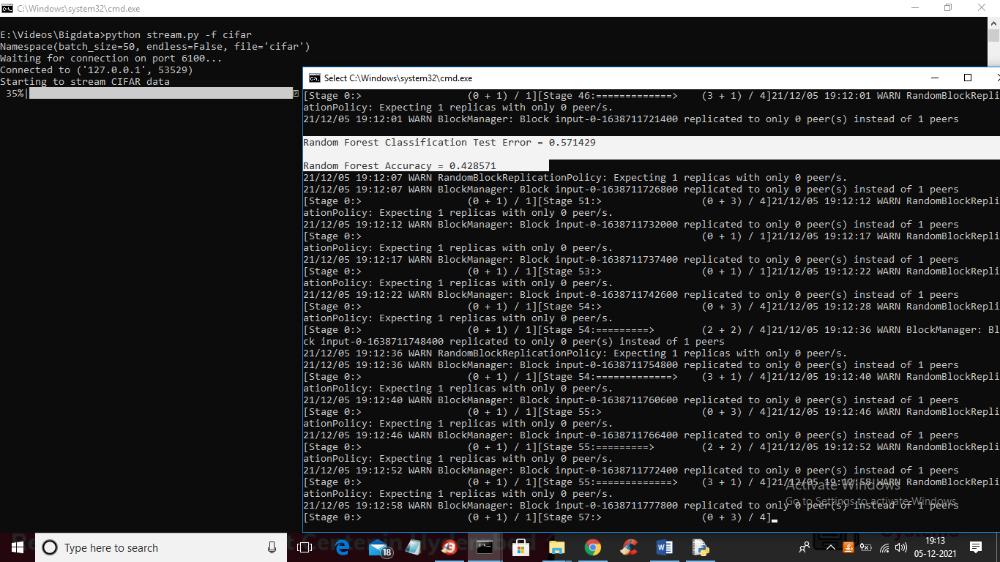 C:\Windows\system32\cmd.exe
E:\Videos\Bigdata>python stream.py -f cifar
Namespace(batch_size=50, endless=False, file='cifar')
Waiting for connection on port 6100...
Connected to ('127.0.0.1', 53529)
Starting to stream CIFAR data
35%|
Select C:\Windows\system32\cmd.exe
[Stage 0:> (0 + 1) / 1][Stage 46:=============> (3 + 1) / 4]21/12/05 19:12:01 WARN RandomBlockRepli
ationPolicy: Expecting 1 replicas with only 0 peer/s.
21/12/05 19:12:01 WARN BlockManager: Block input-0-1638711721400 replicated to only 0 peer(s) instead of 1 peers
Random Forest Classification Test Error = 0.571429
Random Forest Accuracy = 0.428571
21/12/05 19:12:07 WARN RandomBlockReplicationPolicy: Expecting 1 replicas with only 0 peer/s.
21/12/05 19:12:07 WARN BlockManager: Block input-0-1638711726800 replicated to only 0 peer(s) instead of 1 peers
[Stage 0:> (0 + 1) / 1][Stage 51:> (0 + 3) / 4]21/12/05 19:12:12 WARN RandomBlockRepli
ationPolicy: Expecting 1 replicas with only 0 peer/s.
21/12/05 19:12:12 WARN BlockManager: Block input-0-1638711732000 replicated to only 0 peer(s) instead of 1 peers
[Stage 0:> (0 + 1) / 1]21/12/05 19:12:17 WARN RandomBlockRepli
ationPolicy: Expecting 1 replicas with only 0 peer/s.
21/12/05 19:12:17 WARN BlockManager: Block input-0-1638711737400 replicated to only 0 peer(s) instead of 1 peers
[Stage 0:> (0 + 1) / 1][Stage 53:> (0 + 1) / 1]21/12/05 19:12:22 WARN RandomBlockRepli
ationPolicy: Expecting 1 replicas with only 0 peer/s.
21/12/05 19:12:22 WARN BlockManager: Block input-0-1638711742600 replicated to only 0 peer(s) instead of 1 peers
[Stage 0:> (0 + 1) / 1][Stage 54:> (0 + 3) / 4]21/12/05 19:12:28 WARN RandomBlockRepli
ationPolicy: Expecting 1 replicas with only 0 peer/s.
[Stage 0:> (0 + 1) / 1][Stage 54:=========> (2 + 2) / 4]21/12/05 19:12:36 WARN BlockManager: Bl
ck input-0-1638711748400 replicated to only 0 peer(s) instead of 1 peers
21/12/05 19:12:36 WARN RandomBlockReplicationPolicy: Expecting 1 replicas with only 0 peer/s.
21/12/05 19:12:36 WARN BlockManager: Block input-0-1638711754800 replicated to only 0 peer(s) instead of 1 peers
[Stage 0:> (0 + 1) / 1][Stage 54:=============> (3 + 1) / 4]21/12/05 19:12:40 WARN RandomBlockRepli
ationPolicy: Expecting 1 replicas with only 0 peer/s.
21/12/05 19:12:40 WARN BlockManager: Block input-0-1638711760600 replicated to only 0 peer(s) instead of 1 peers
[Stage 0:> (0 + 1) / 1][Stage 55:> (0 + 3) / 4]21/12/05 19:12:46 WARN RandomBlockRepli
ationPolicy: Expecting 1 replicas with only 0 peer/s.
21/12/05 19:12:46 WARN BlockManager: Block input-0-1638711766400 replicated to only 0 peer(s) instead of 1 peers
[Stage 0:> (0 + 1) / 1][Stage 55:=========> (2 + 2) / 4]21/12/05 19:12:52 WARN RandomBlockRepli
ationPolicy: Expecting 1 replicas with only 0 peer/s.
21/12/05 19:12:52 WARN BlockManager: Block input-0-1638711772400 replicated to only 0 peer(s) instead of 1 peers
[Stage 0:> (0 + 1) / 1][Stage 55:=============> (3 + 1) / 4]21/12/05 19:12:58 WARN RandomBlockRepli
ationPolicy: Expecting 1 replicas with only 0 peer/s.
21/12/05 19:12:58 WARN BlockManager: Block input-0-1638711777800 replicated to only 0 peer(s) instead of 1 peers
[Stage 0:> (0 + 1) / 1][Stage 57:> (0 + 3) / 4]
Activate Windows
Go to Settings to activate Windows.
Type here to search
18
19:13
05-12-2021